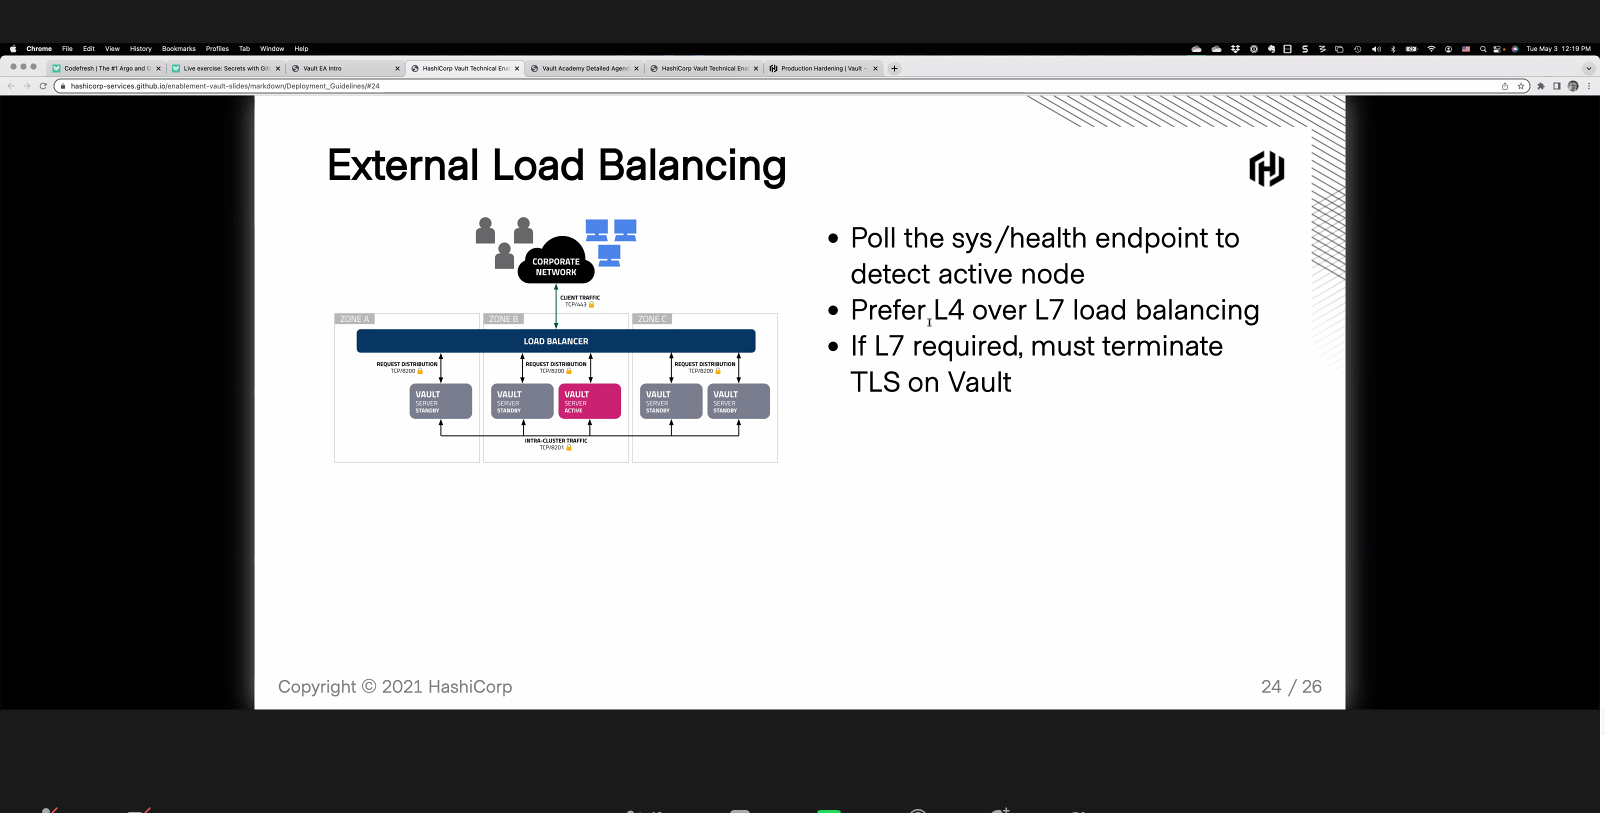 Chrome File Edit View History Bookmarks Profiles Tab Window Help
Tue May 3 12:19 PM
Codefresh | The #1 Argo and G
Live exercise: Secrets with Git
Vault EA Intro
HashiCorp Vault Technical Ena
Vault Academy Detailed Agend
HashiCorp Vault Technical Ena
Production Hardening | Vault -
hashicorp-services.github.io/enablement-vault-slides/markdown/Deployment_Guidelines/#24
External Load Balancing
CORPORATE
NETWORK
CLIENT TRAFFIC
TCP/443
ZONE A
ZONE B
ZONE C
LOAD BALANCER
REQUEST DISTRIBUTION
TCP/8200
REQUEST DISTRIBUTION
TCP/8200
REQUEST DISTRIBUTION
TCP/8200
VAULT
SERVER
STANDBY
VAULT
SERVER
STANDBY
VAULT
SERVER
ACTIVE
VAULT
SERVER
STANDBY
VAULT
SERVER
STANDBY
INTRA-CLUSTER TRAFFIC
TCP/8201
• Poll the sys/health endpoint to
detect active node
• Prefer L4 over L7 load balancing
• If L7 required, must terminate
TLS on Vault
Copyright © 2021 HashiCorp
24 / 26